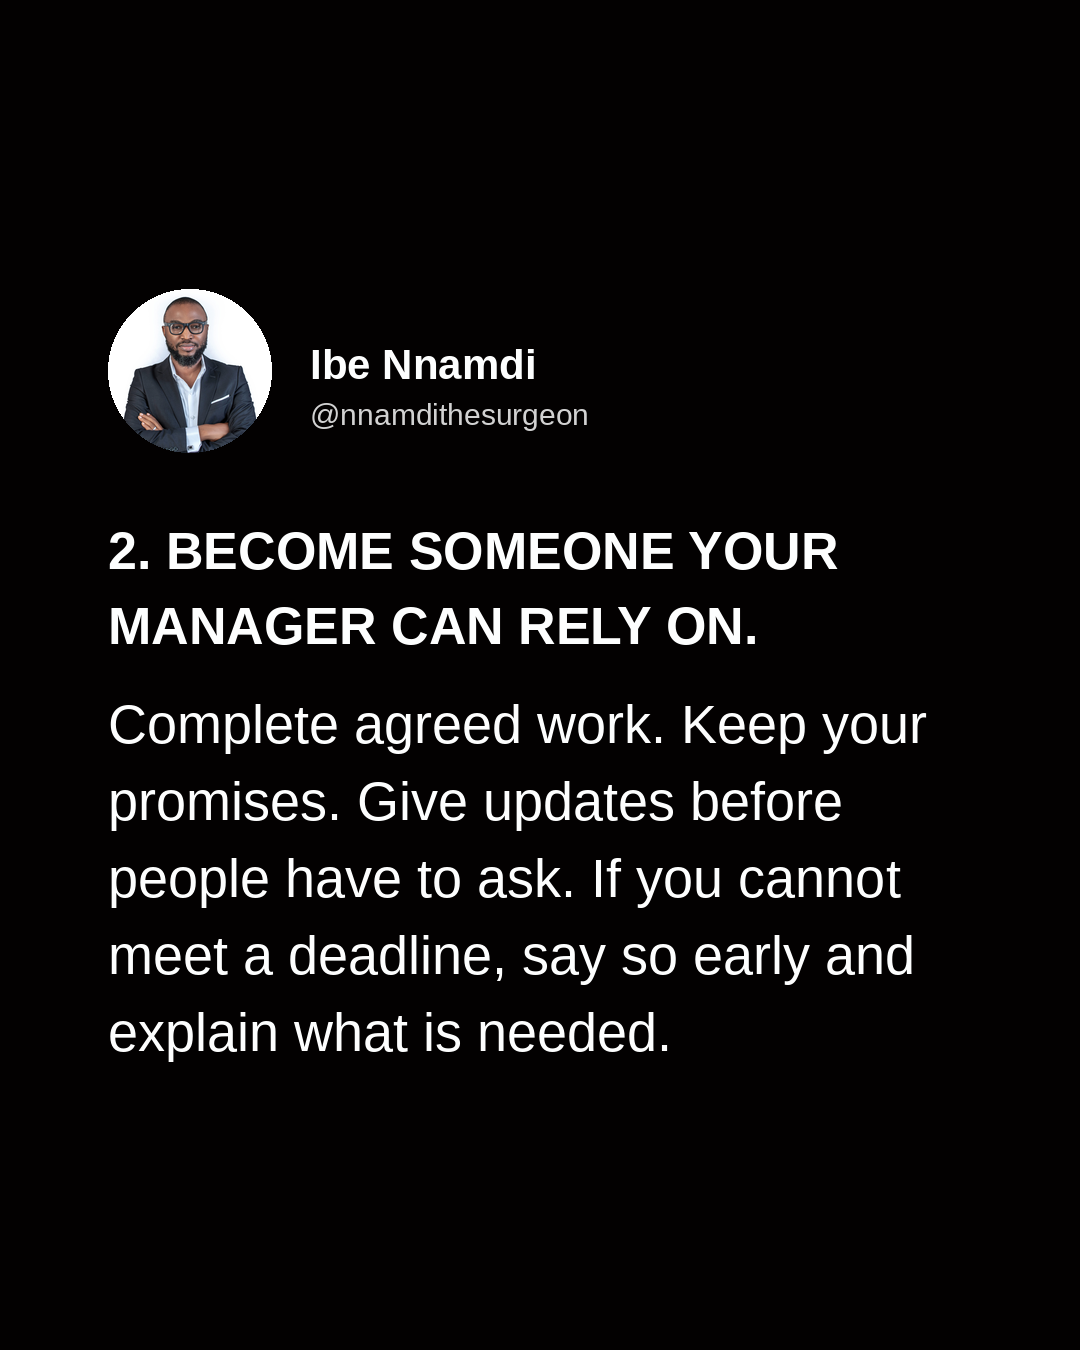 Ibe Nnamdi
@nnamdithesurgeon
2. BECOME SOMEONE YOUR
MANAGER CAN RELY ON.
Complete agreed work. Keep your
promises. Give updates before
people have to ask. If you cannot
meet a deadline, say so early and
explain what is needed.